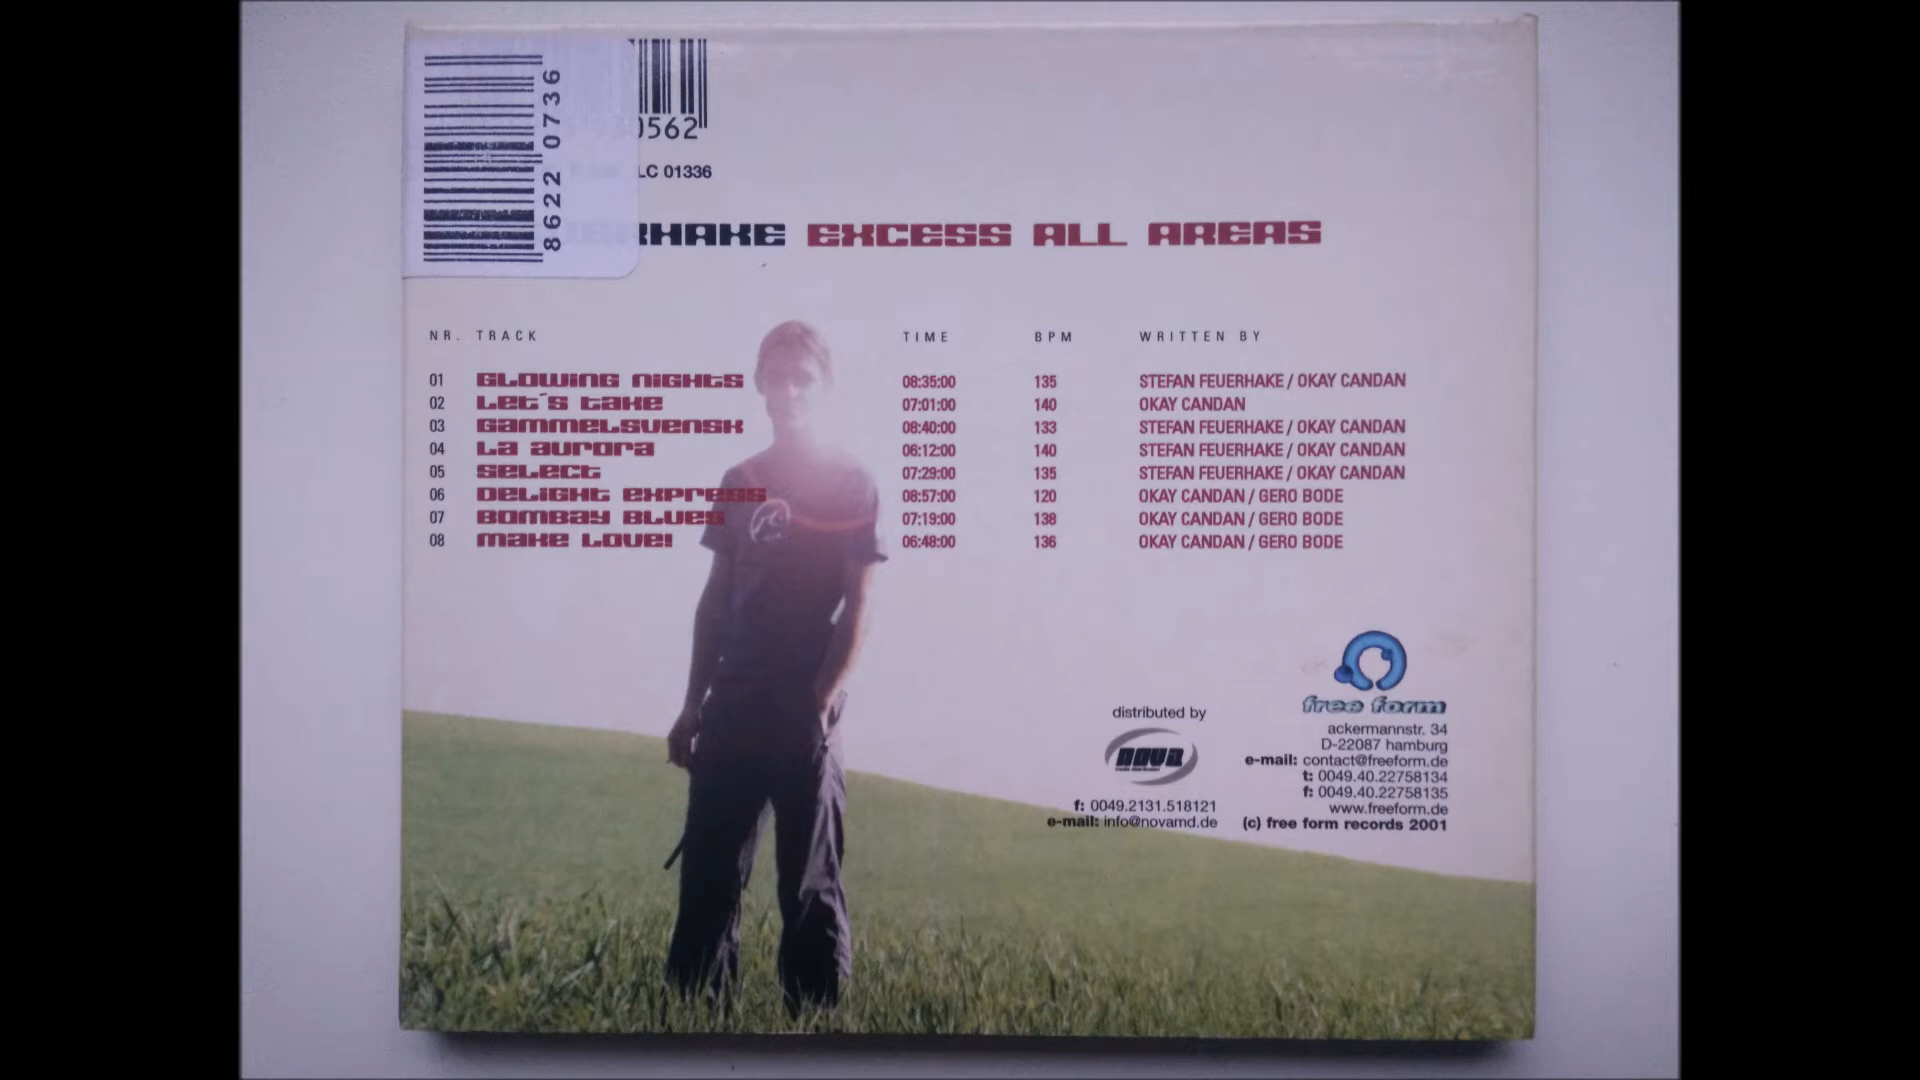 8622 0736
0562
LC 01336
RHAKE EXCESS ALL AREAS
NR. TRACK TIME BPM WRITTEN BY
01 GLOWING NIGHTS 08:35:00 135 STEFAN FEUERHAKE / OKAY CANDAN
02 LET´S TAKE 07:01:00 140 OKAY CANDAN
03 GAMMELSVENSK 08:40:00 133 STEFAN FEUERHAKE / OKAY CANDAN
04 LA AURORA 06:12:00 140 STEFAN FEUERHAKE / OKAY CANDAN
05 SELECT 07:29:00 135 STEFAN FEUERHAKE / OKAY CANDAN
06 DELIGHT EXPRESS 08:57:00 120 OKAY CANDAN / GERO BODE
07 BOMBAY BLUES 07:19:00 138 OKAY CANDAN / GERO BODE
08 MAKE LOVE! 06:48:00 136 OKAY CANDAN / GERO BODE
distributed by
nova
f: 0049.2131.518121
e-mail: info@novamd.de
free form
ackermannstr. 34
D-22087 hamburg
e-mail: contact@freeform.de
t: 0049.40.22758134
f: 0049.40.22758135
www.freeform.de
(c) free form records 2001